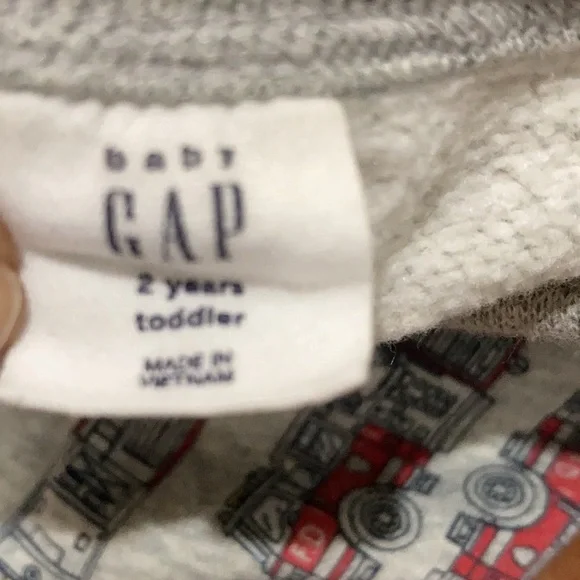 baby
GAP
2 years
toddler
MADE IN
VIETNAM
F.D